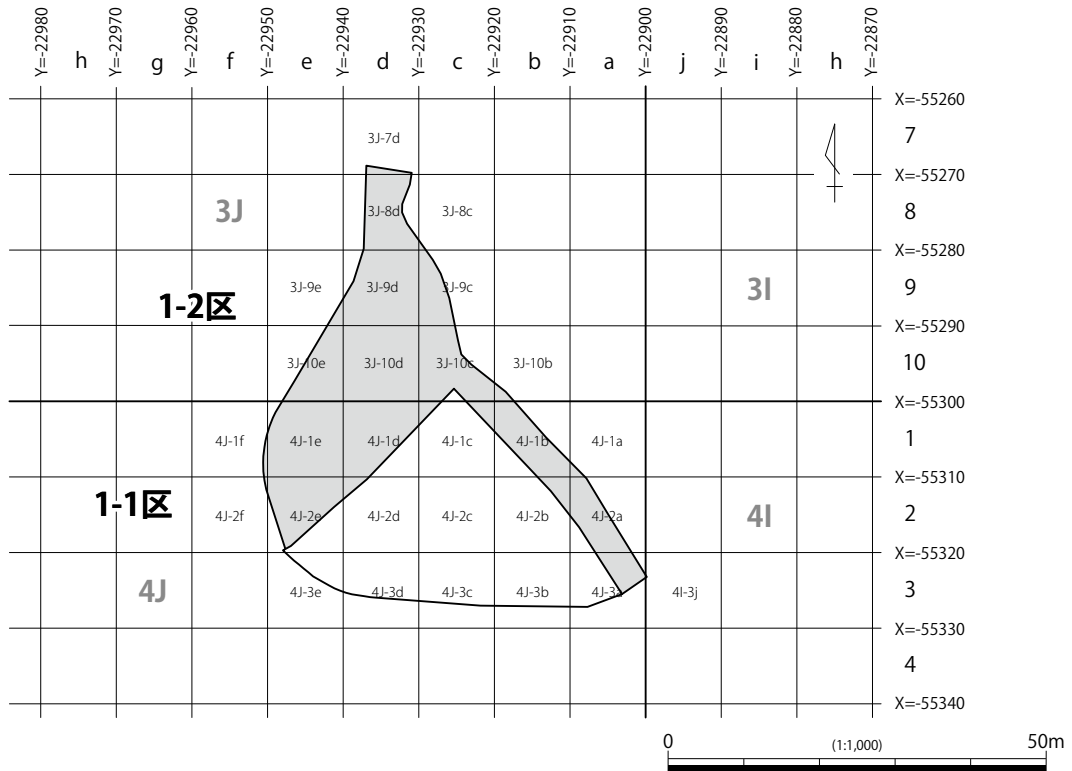 Y=-22980
Y=-22970
Y=-22960
Y=-22950
Y=-22940
Y=-22930
Y=-22920
Y=-22910
Y=-22900
Y=-22890
Y=-22880
Y=-22870
h g f e d c b a j i h
X=-55260
3J-7d 7
X=-55270
3J 3J-8d 3J-8c 8
X=-55280
3J-9e 3J-9d 3J-9c 3I 9
1-2区
X=-55290
3J-10e 3J-10d 3J-10c 3J-10b 10
X=-55300
4J-1f 4J-1e 4J-1d 4J-1c 4J-1b 4J-1a 1
X=-55310
1-1区 4J-2f 4J-2e 4J-2d 4J-2c 4J-2b 4J-2a 4I 2
X=-55320
4J 4J-3e 4J-3d 4J-3c 4J-3b 4J-3a 4I-3j 3
X=-55330
4
X=-55340
0 (1:1,000) 50m